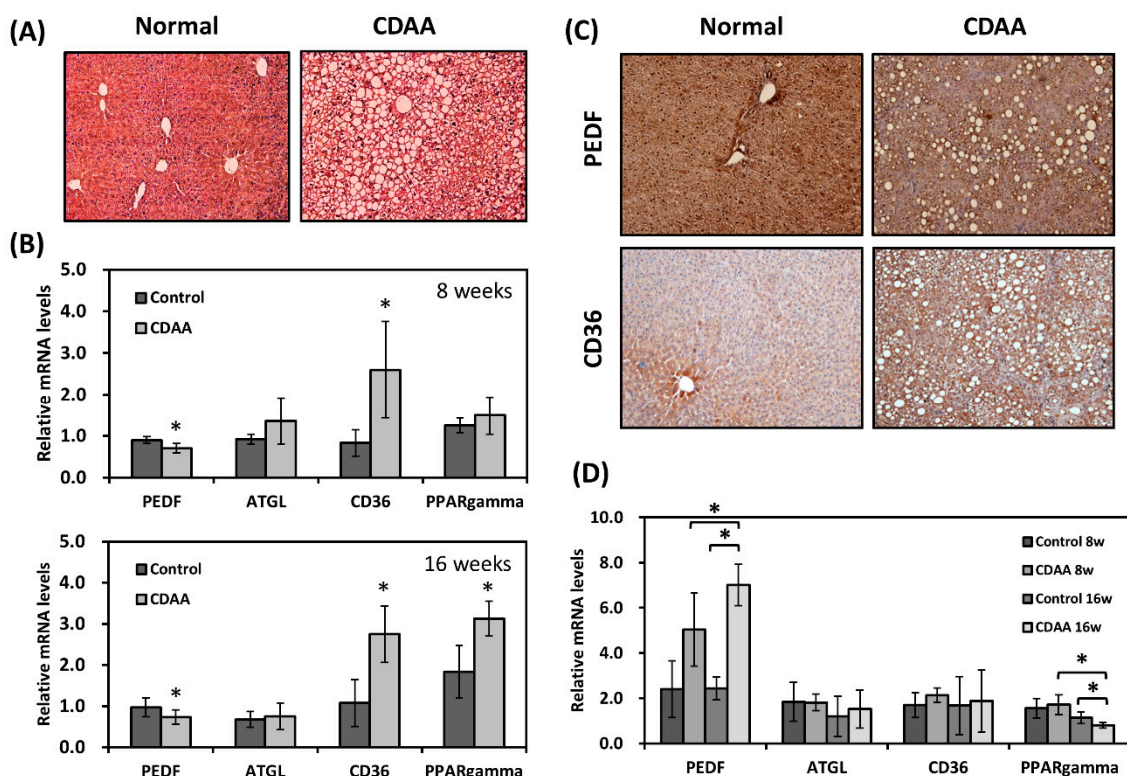 (A)
Normal
CDAA
(B)
Relative mRNA levels
5.0
4.0
3.0
2.0
1.0
0.0
Control
CDAA
8 weeks
*
*
PEDF
ATGL
CD36
PPARgamma
Relative mRNA levels
5.0
4.0
3.0
2.0
1.0
0.0
Control
CDAA
16 weeks
*
*
*
PEDF
ATGL
CD36
PPARgamma
(C)
Normal
CDAA
PEDF
CD36
(D)
Relative mRNA levels
10.0
8.0
6.0
4.0
2.0
0.0
*
*
Control 8w
CDAA 8w
Control 16w
CDAA 16w
*
*
PEDF
ATGL
CD36
PPARgamma